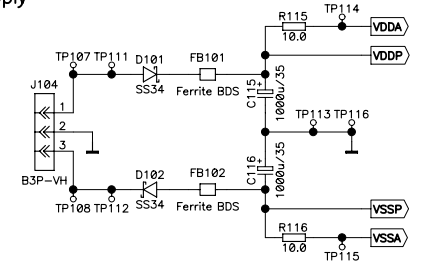 pply
TP114
R115
VDDA
10.0
TP107 TP111
D101
FB101
VDDP
J104
SS34
Ferrite BDS
C115
+
1000u/35
1
TP113 TP116
2
3
C116
+
1000u/35
B3P-VH
D102
FB102
TP108 TP112
SS34
Ferrite BDS
VSSP
R116
VSSA
10.0
TP115